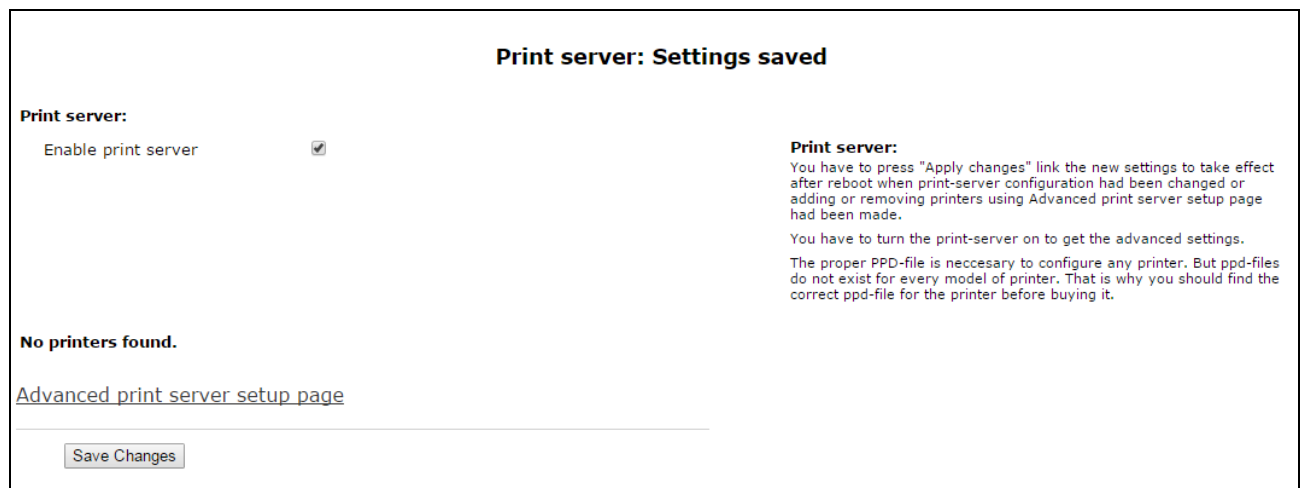 Print server: Settings saved
Print server:
Enable print server
Print server:
You have to press "Apply changes" link the new settings to take effect
after reboot when print-server configuration had been changed or
adding or removing printers using Advanced print server setup page
had been made.
You have to turn the print-server on to get the advanced settings.
The proper PPD-file is neccesary to configure any printer. But ppd-files
do not exist for every model of printer. That is why you should find the
correct ppd-file for the printer before buying it.
No printers found.
Advanced print server setup page
Save Changes